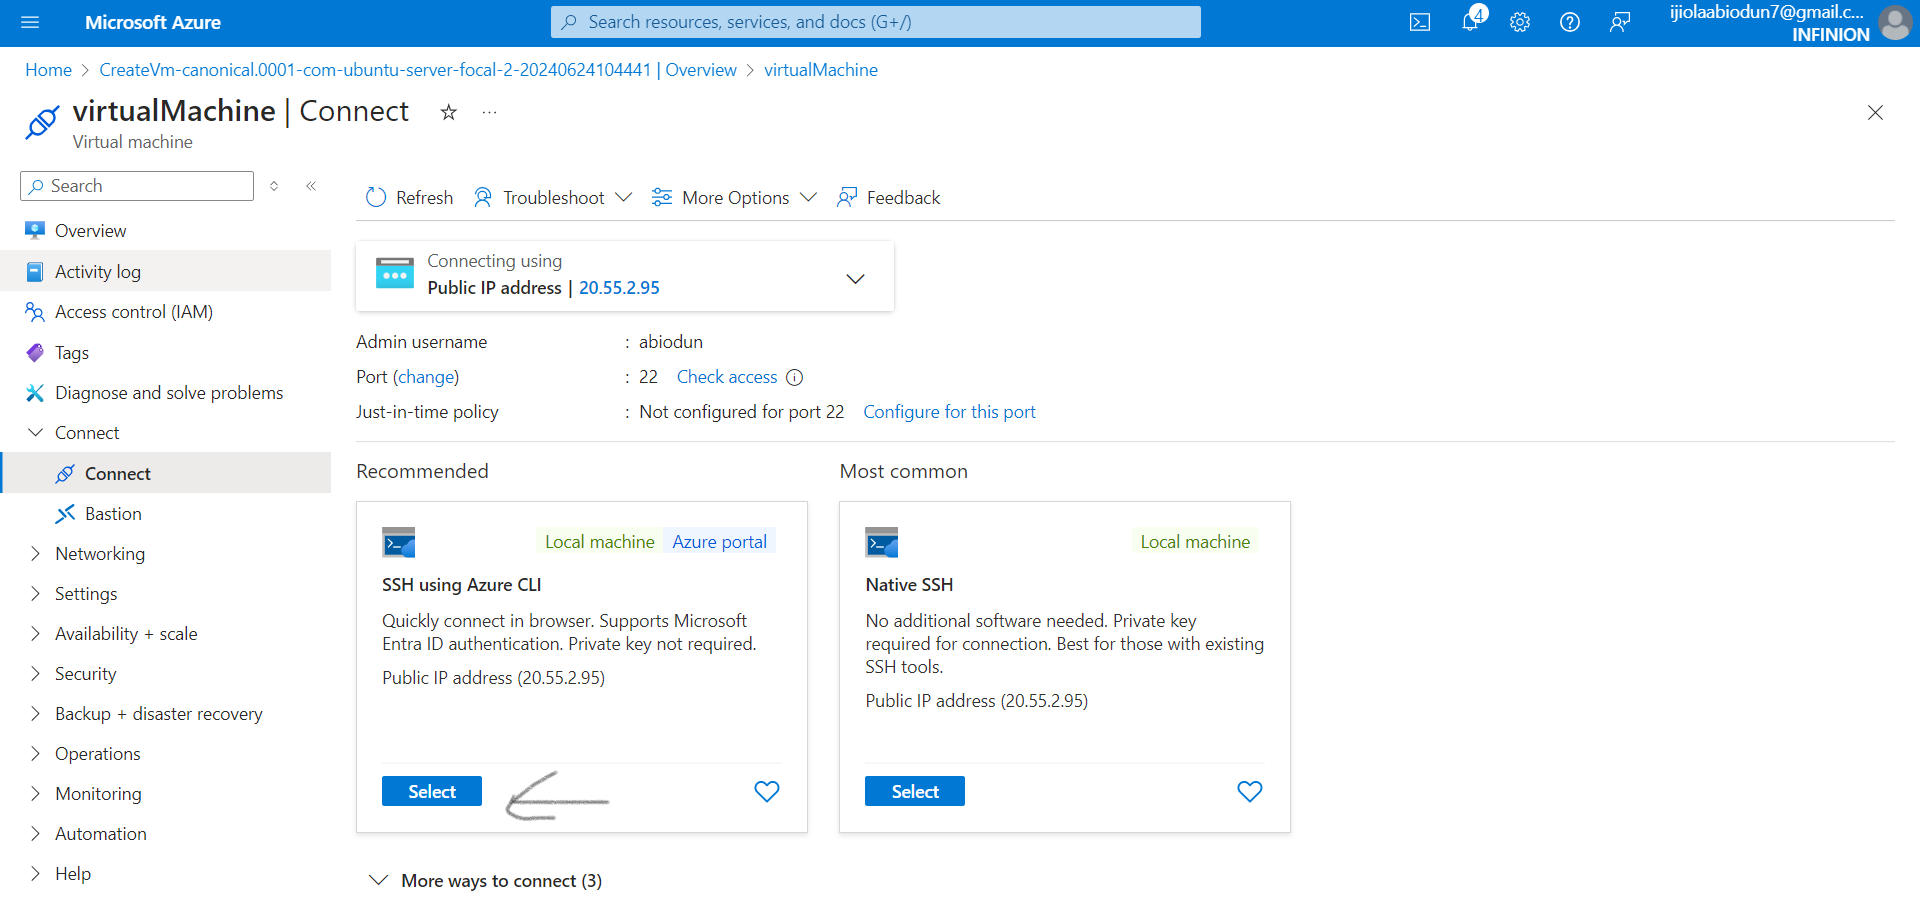 Microsoft Azure
Search resources, services, and docs (G+/)
4
ijiolaabiodun7@gmail.c...
INFINION
Home > CreateVm-canonical.0001-com-ubuntu-server-focal-2-20240624104441 | Overview > virtualMachine
virtualMachine | Connect
Virtual machine
Search
Overview
Activity log
Access control (IAM)
Tags
Diagnose and solve problems
Connect
Connect
Bastion
Networking
Settings
Availability + scale
Security
Backup + disaster recovery
Operations
Monitoring
Automation
Help
Refresh Troubleshoot More Options Feedback
Connecting using
Public IP address | 20.55.2.95
Admin username : abiodun
Port (change) : 22 Check access
Just-in-time policy : Not configured for port 22 Configure for this port
Recommended
Local machine Azure portal
SSH using Azure CLI
Quickly connect in browser. Supports Microsoft
Entra ID authentication. Private key not required.
Public IP address (20.55.2.95)
Select
Most common
Local machine
Native SSH
No additional software needed. Private key
required for connection. Best for those with existing
SSH tools.
Public IP address (20.55.2.95)
Select
More ways to connect (3)